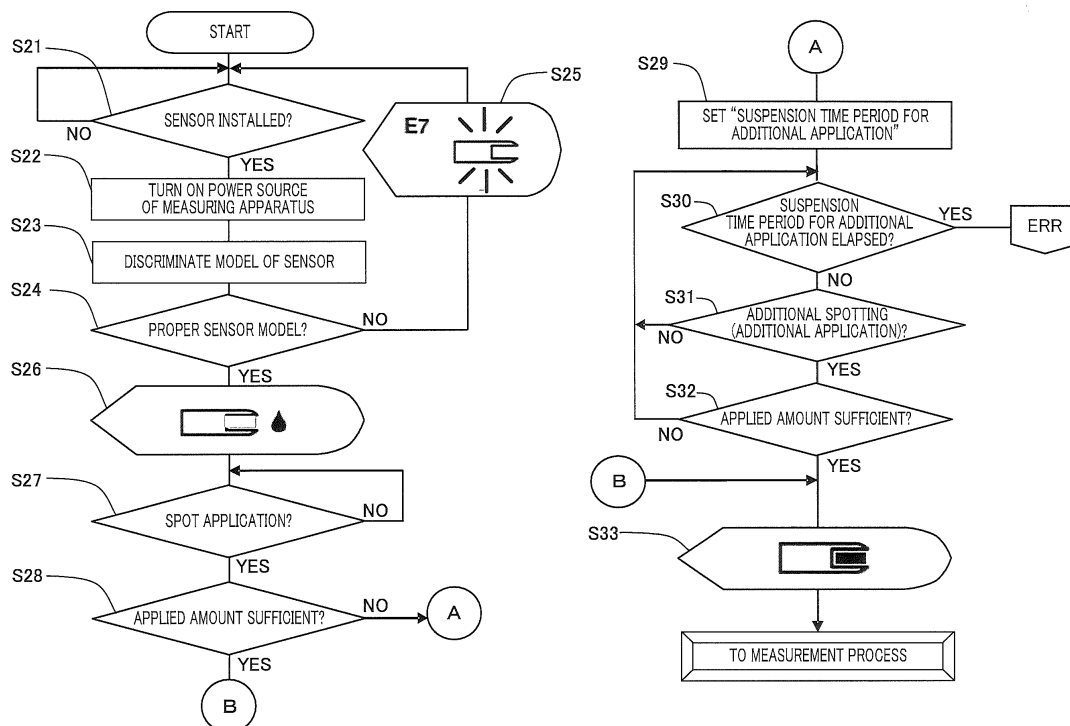 START
S21
SENSOR INSTALLED?
NO
YES
S25
E7
S22
TURN ON POWER SOURCE
OF MEASURING APPARATUS
S23
DISCRIMINATE MODEL OF SENSOR
S24
PROPER SENSOR MODEL?
NO
YES
S26
S27
SPOT APPLICATION?
NO
YES
S28
APPLIED AMOUNT SUFFICIENT?
NO
A
YES
B
A
S29
SET "SUSPENSION TIME PERIOD FOR
ADDITIONAL APPLICATION"
S30
SUSPENSION
TIME PERIOD FOR ADDITIONAL
APPLICATION ELAPSED?
YES
ERR
NO
S31
ADDITIONAL SPOTTING
(ADDITIONAL APPLICATION)?
NO
YES
S32
APPLIED AMOUNT SUFFICIENT?
NO
YES
B
S33
TO MEASUREMENT PROCESS